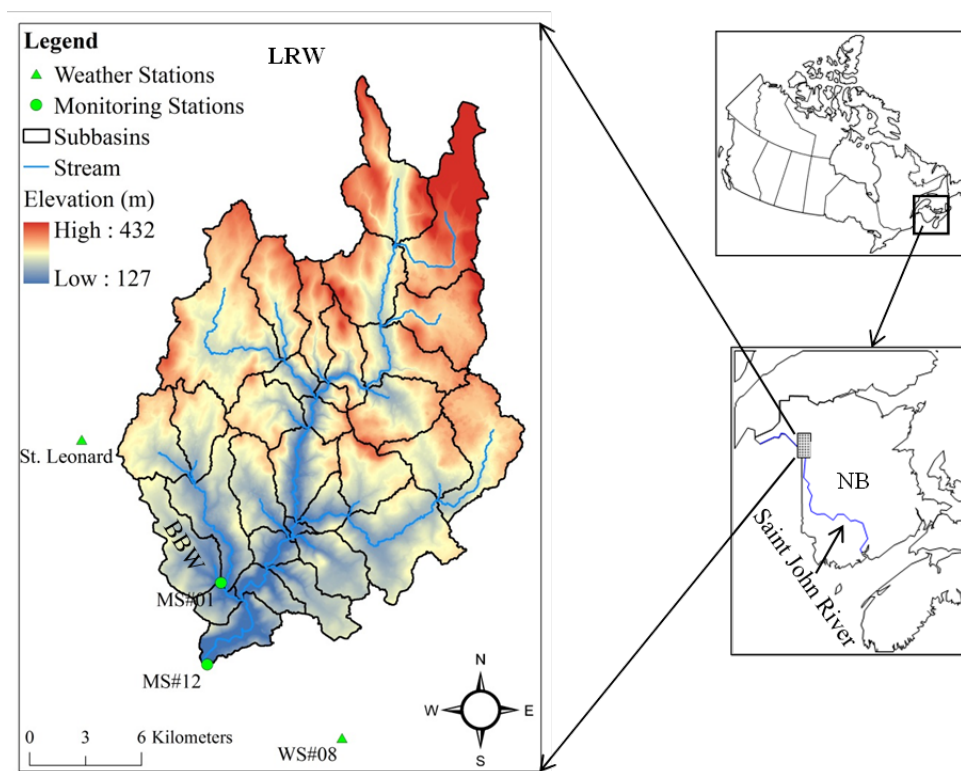 Legend
LRW
Weather Stations
Monitoring Stations
Subbasins
Stream
Elevation (m)
High : 432
Low : 127
St. Leonard
BBW
MS#01
MS#12
WS#08
0 3 6 Kilometers
N
W E
S
NB
Saint John River